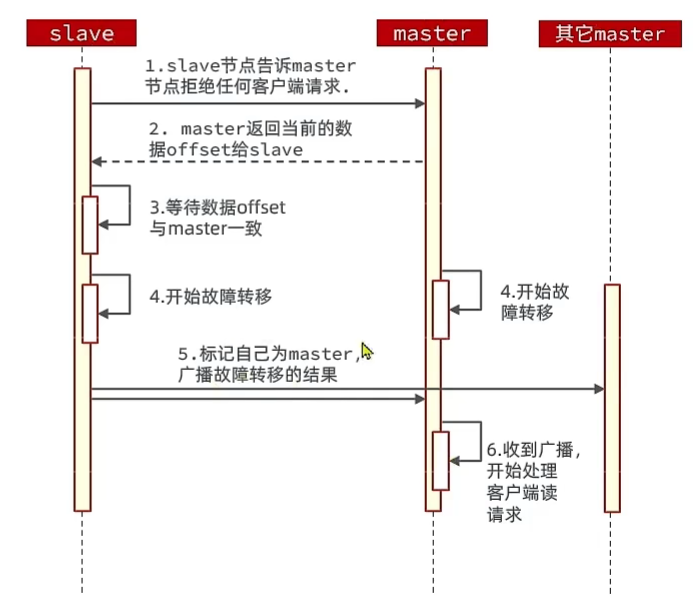 slave
master
其它master
1.slave节点告诉master
节点拒绝任何客户端请求.
2. master返回当前的数
据offset给slave
3.等待数据offset
与master一致
4.开始故障转移
4.开始故
障转移
5.标记自己为master,
广播故障转移的结果
6.收到广播,
开始处理
客户端读
请求